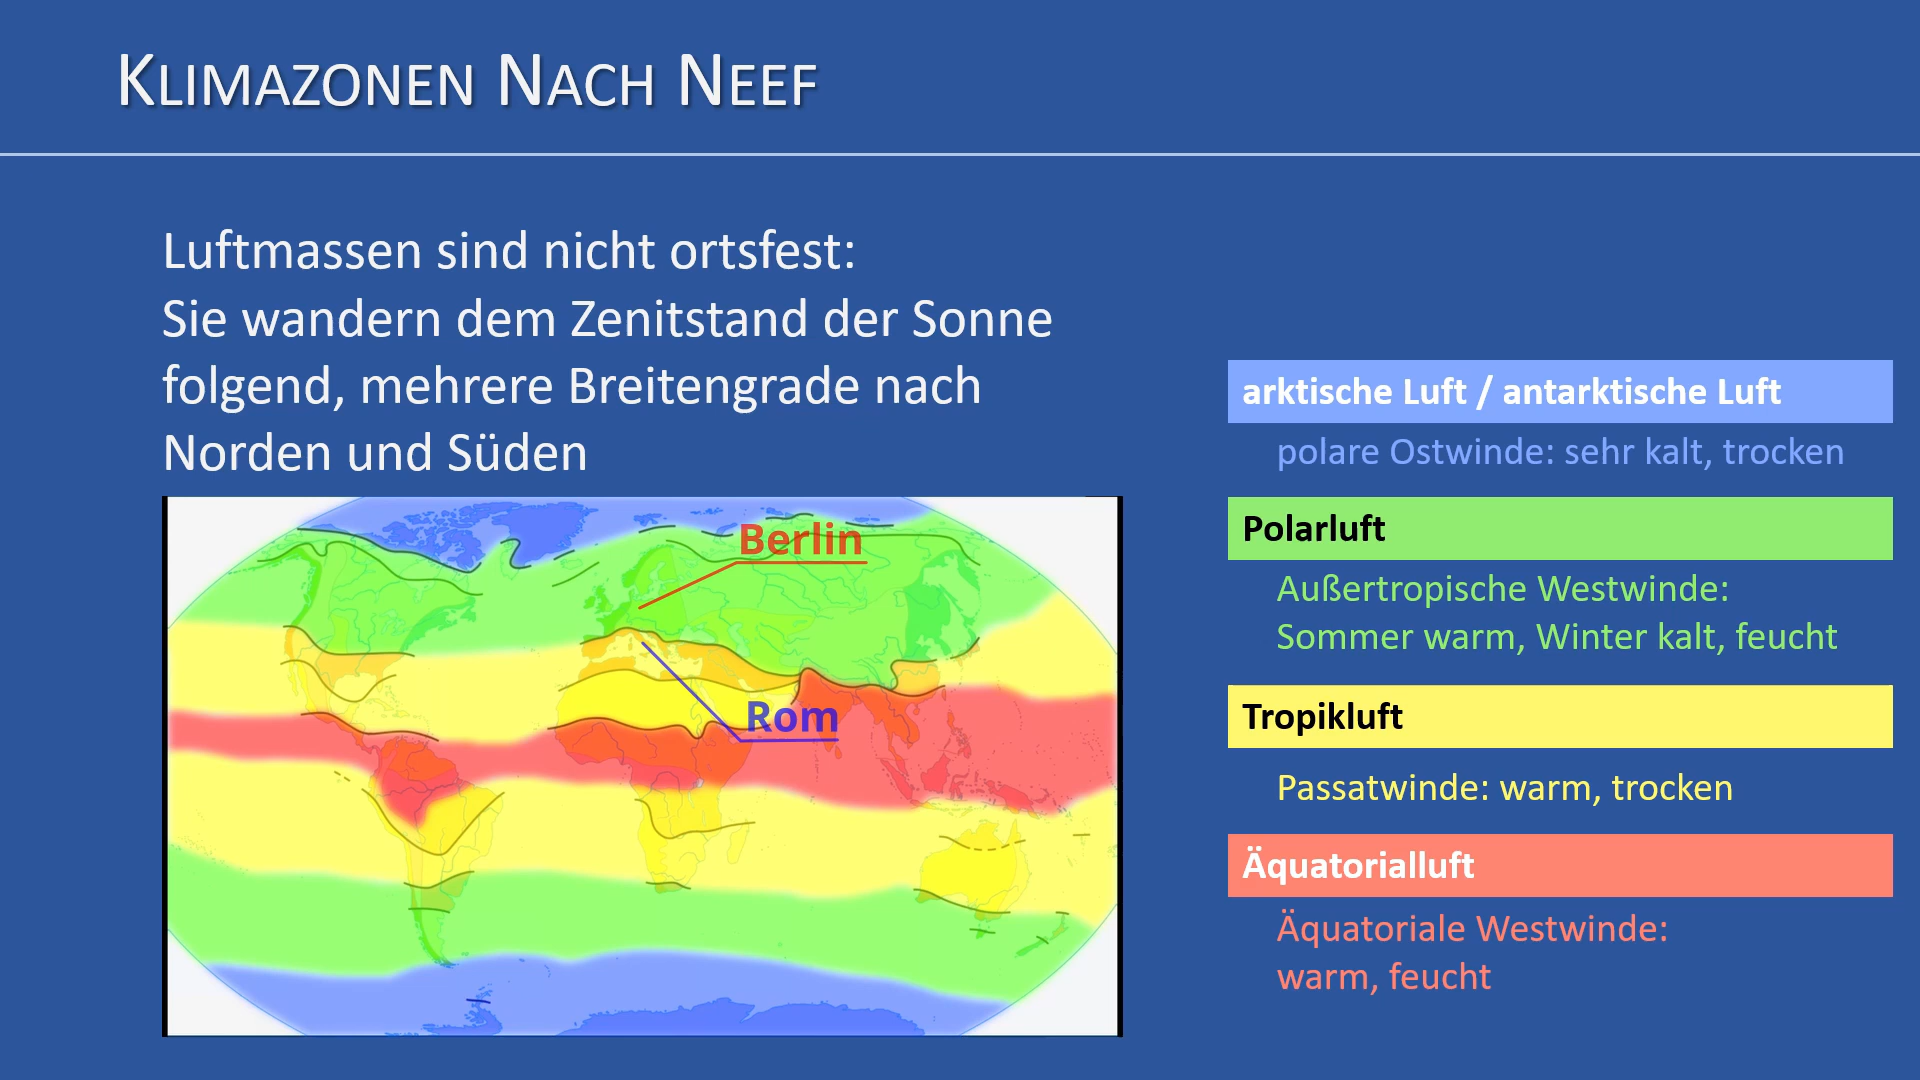 Klimazonen Nach Neef
Luftmassen sind nicht ortsfest:
Sie wandern dem Zenitstand der Sonne
folgend, mehrere Breitengrade nach
Norden und Süden
Berlin
Rom
arktische Luft / antarktische Luft
polare Ostwinde: sehr kalt, trocken
Polarluft
Außertropische Westwinde:
Sommer warm, Winter kalt, feucht
Tropikluft
Passatwinde: warm, trocken
Äquatorialluft
Äquatoriale Westwinde:
warm, feucht